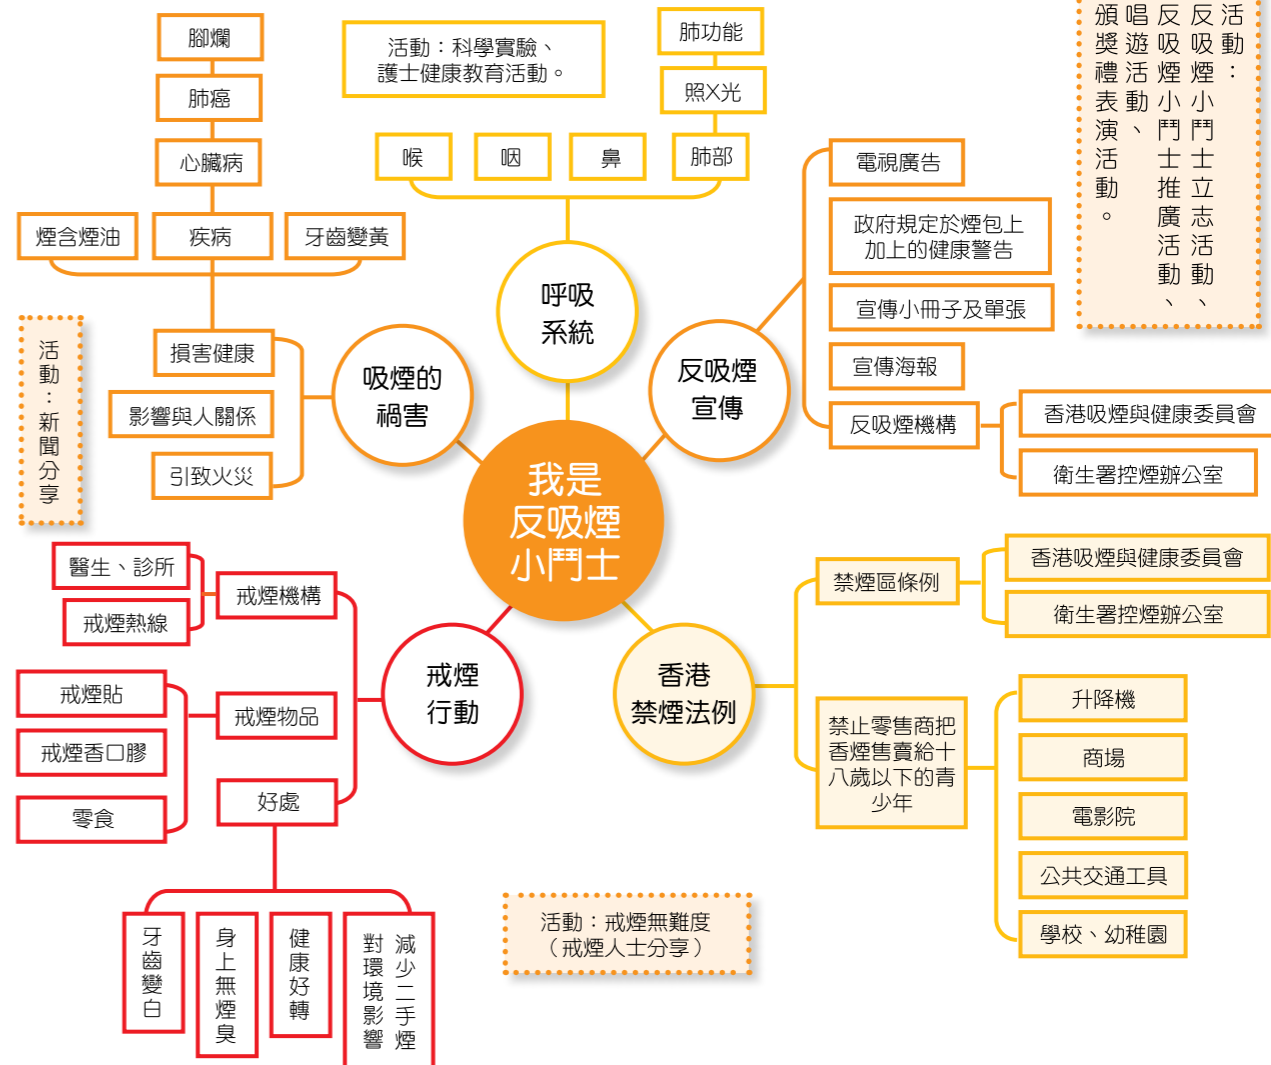 腳爛
肺癌
心臟病
煙含煙油
疾病
牙齒變黃
損害健康
影響與人關係
引致火災
吸煙的
禍害
活動：新聞分享
活動：科學實驗、
護士健康教育活動。
肺功能
照X光
喉
咽
鼻
肺部
呼吸
系統
活動：
反吸煙小鬥士立志活動、
反吸煙小鬥士推廣活動、
唱遊活動、
頒獎禮表演活動。
電視廣告
政府規定於煙包上
加上的健康警告
宣傳小冊子及單張
宣傳海報
反吸煙機構
香港吸煙與健康委員會
衞生署控煙辦公室
反吸煙
宣傳
我是
反吸煙
小鬥士
醫生、診所
戒煙熱線
戒煙機構
戒煙貼
戒煙香口膠
零食
戒煙物品
好處
戒煙
行動
牙齒變白
身上無煙臭
健康好轉
減少二手煙
對環境影響
活動：戒煙無難度
（戒煙人士分享）
香港
禁煙法例
禁煙區條例
香港吸煙與健康委員會
衞生署控煙辦公室
禁止零售商把
香煙售賣給十
八歲以下的青
少年
升降機
商場
電影院
公共交通工具
學校、幼稚園